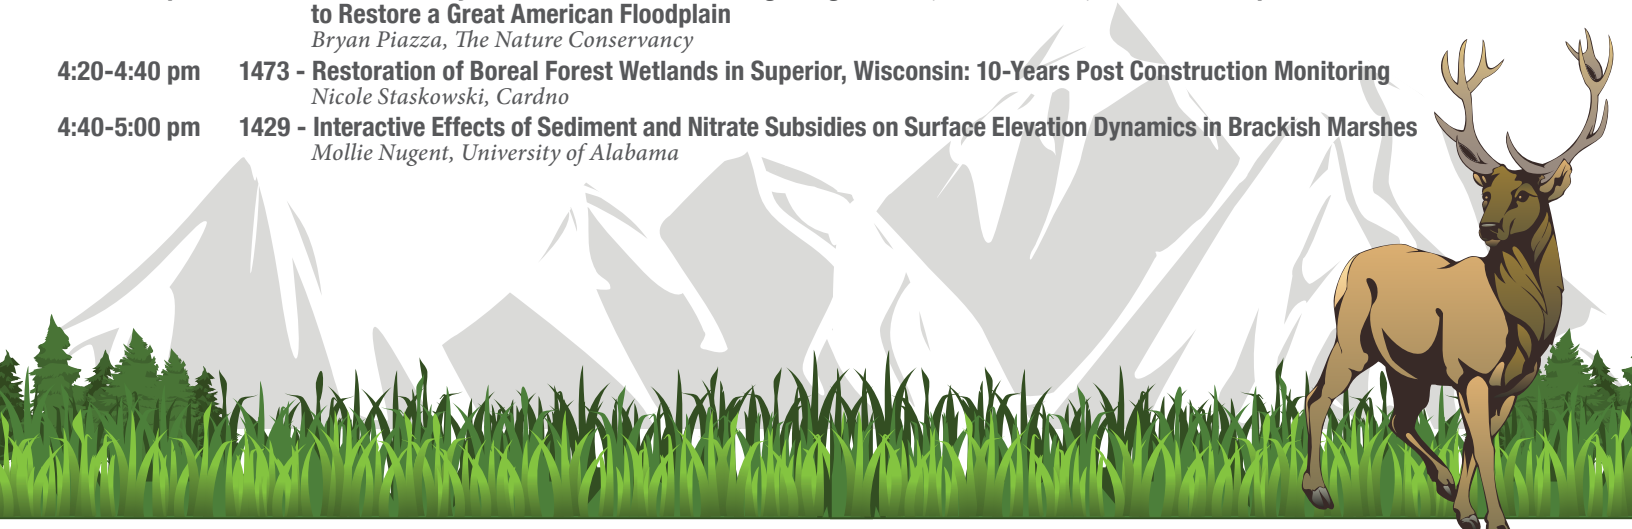 to Restore a Great American Floodplain
Bryan Piazza, The Nature Conservancy
4:20-4:40 pm 1473 - Restoration of Boreal Forest Wetlands in Superior, Wisconsin: 10-Years Post Construction Monitoring
Nicole Staskowski, Cardno
4:40-5:00 pm 1429 - Interactive Effects of Sediment and Nitrate Subsidies on Surface Elevation Dynamics in Brackish Marshes
Mollie Nugent, University of Alabama